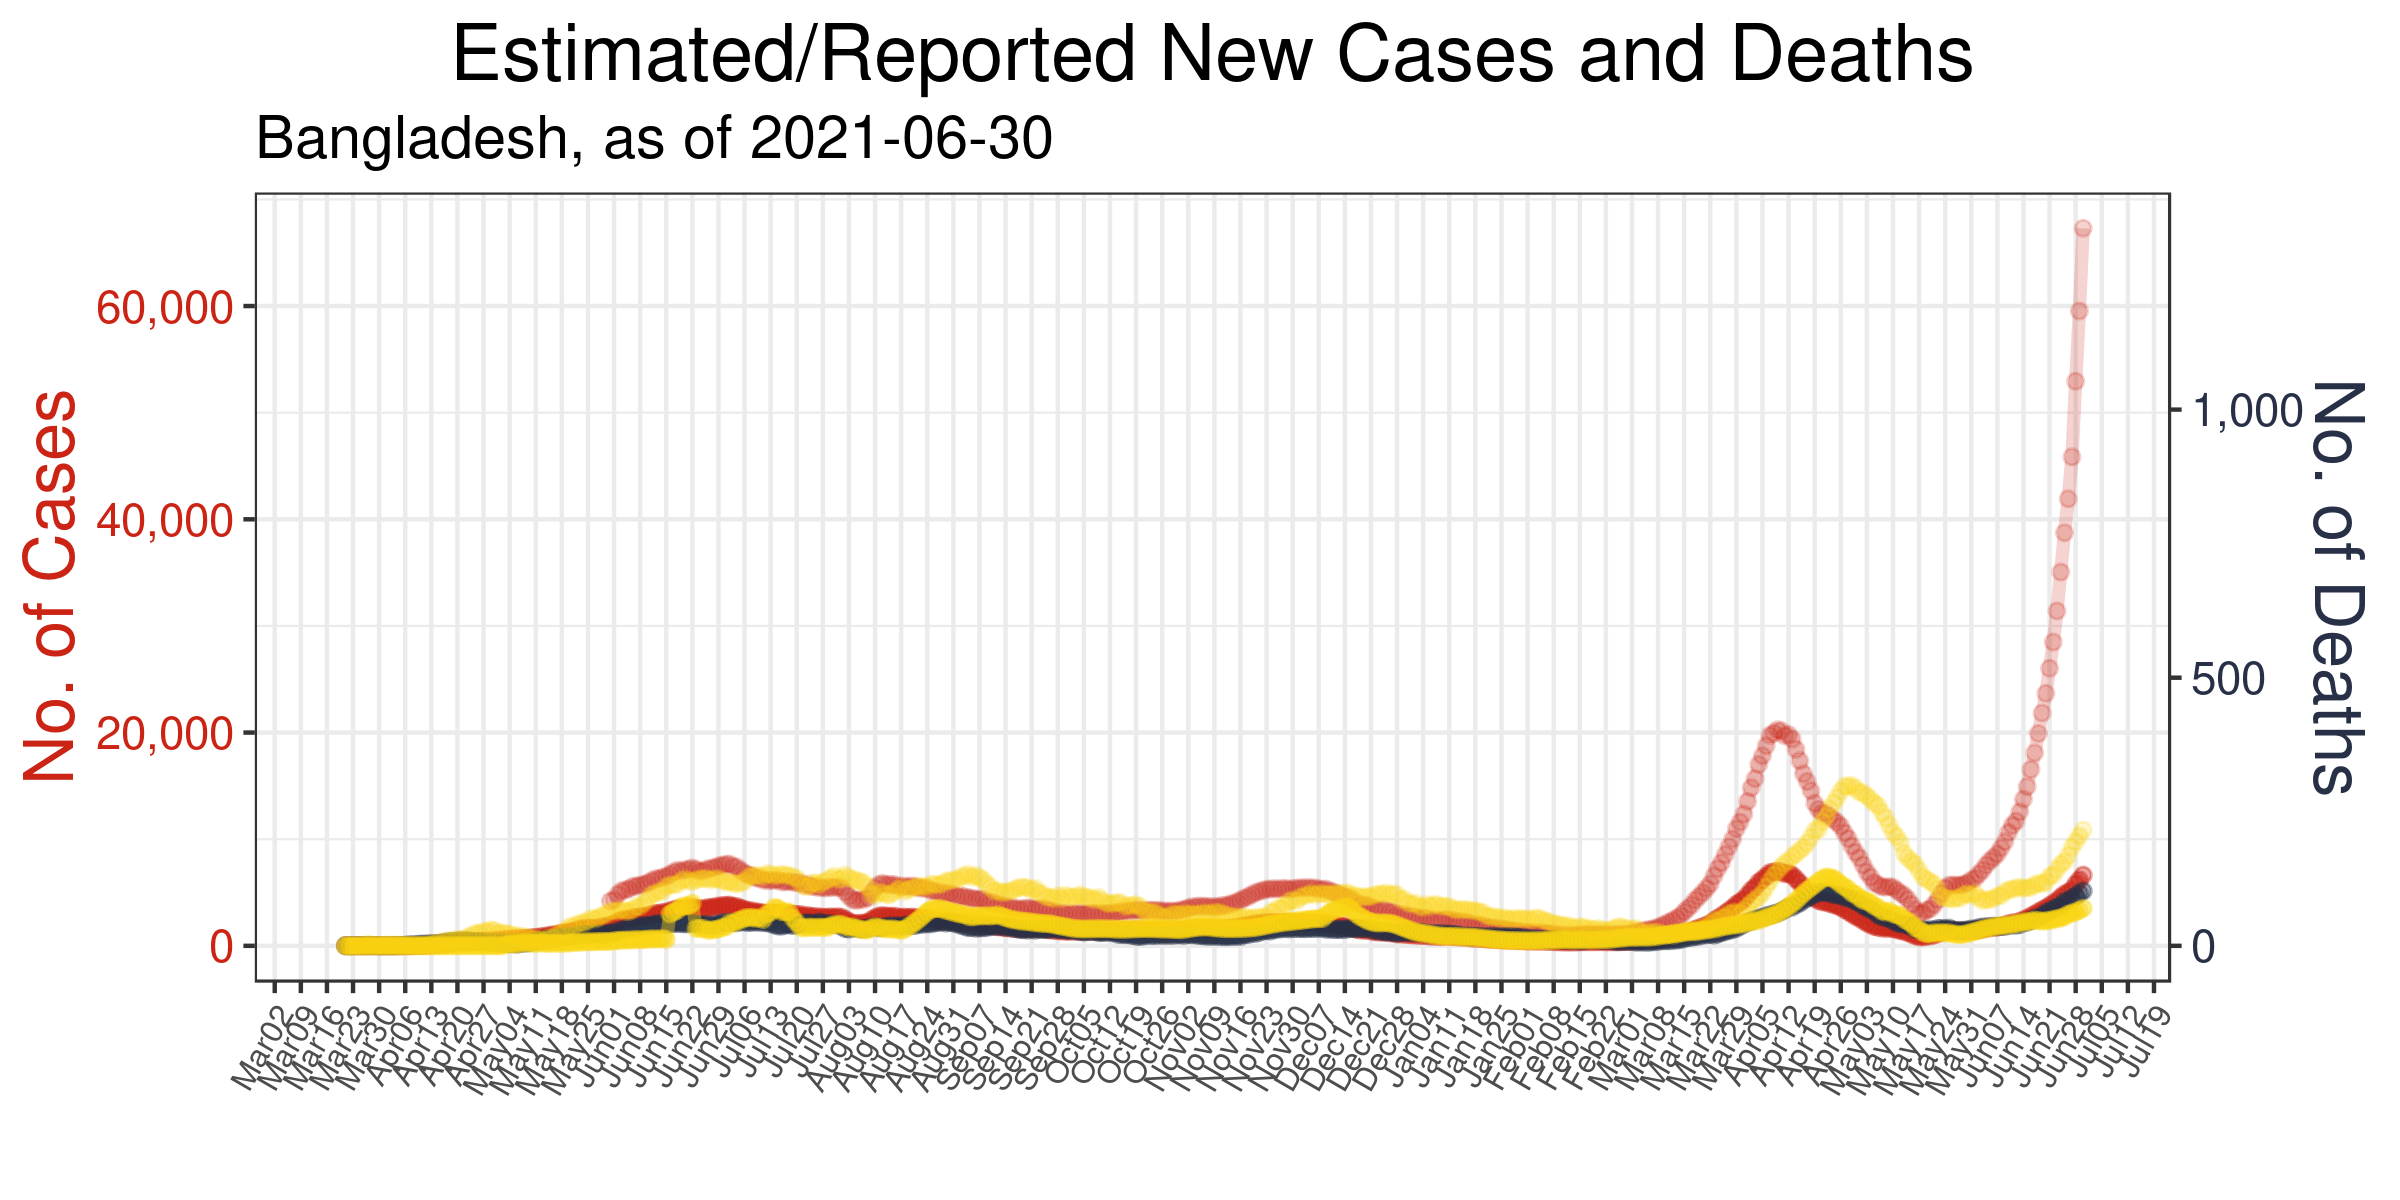 Estimated/Reported New Cases and Deaths
Bangladesh, as of 2021-06-30
No. of Cases
60,000
40,000
20,000
0
1,000
500
0
No. of Deaths
Mar02
Mar09
Mar16
Mar23
Mar30
Apr06
Apr13
Apr20
Apr27
May04
May11
May18
May25
Jun01
Jun08
Jun15
Jun22
Jun29
Jul06
Jul13
Jul20
Jul27
Aug03
Aug10
Aug17
Aug24
Aug31
Sep07
Sep14
Sep21
Sep28
Oct05
Oct12
Oct19
Oct26
Nov02
Nov09
Nov16
Nov23
Nov30
Dec07
Dec14
Dec21
Dec28
Jan04
Jan11
Jan18
Jan25
Feb01
Feb08
Feb15
Feb22
Mar01
Mar08
Mar15
Mar22
Mar29
Apr05
Apr12
Apr19
Apr26
May03
May10
May17
May24
May31
Jun07
Jun14
Jun21
Jun28
Jul05
Jul12
Jul19